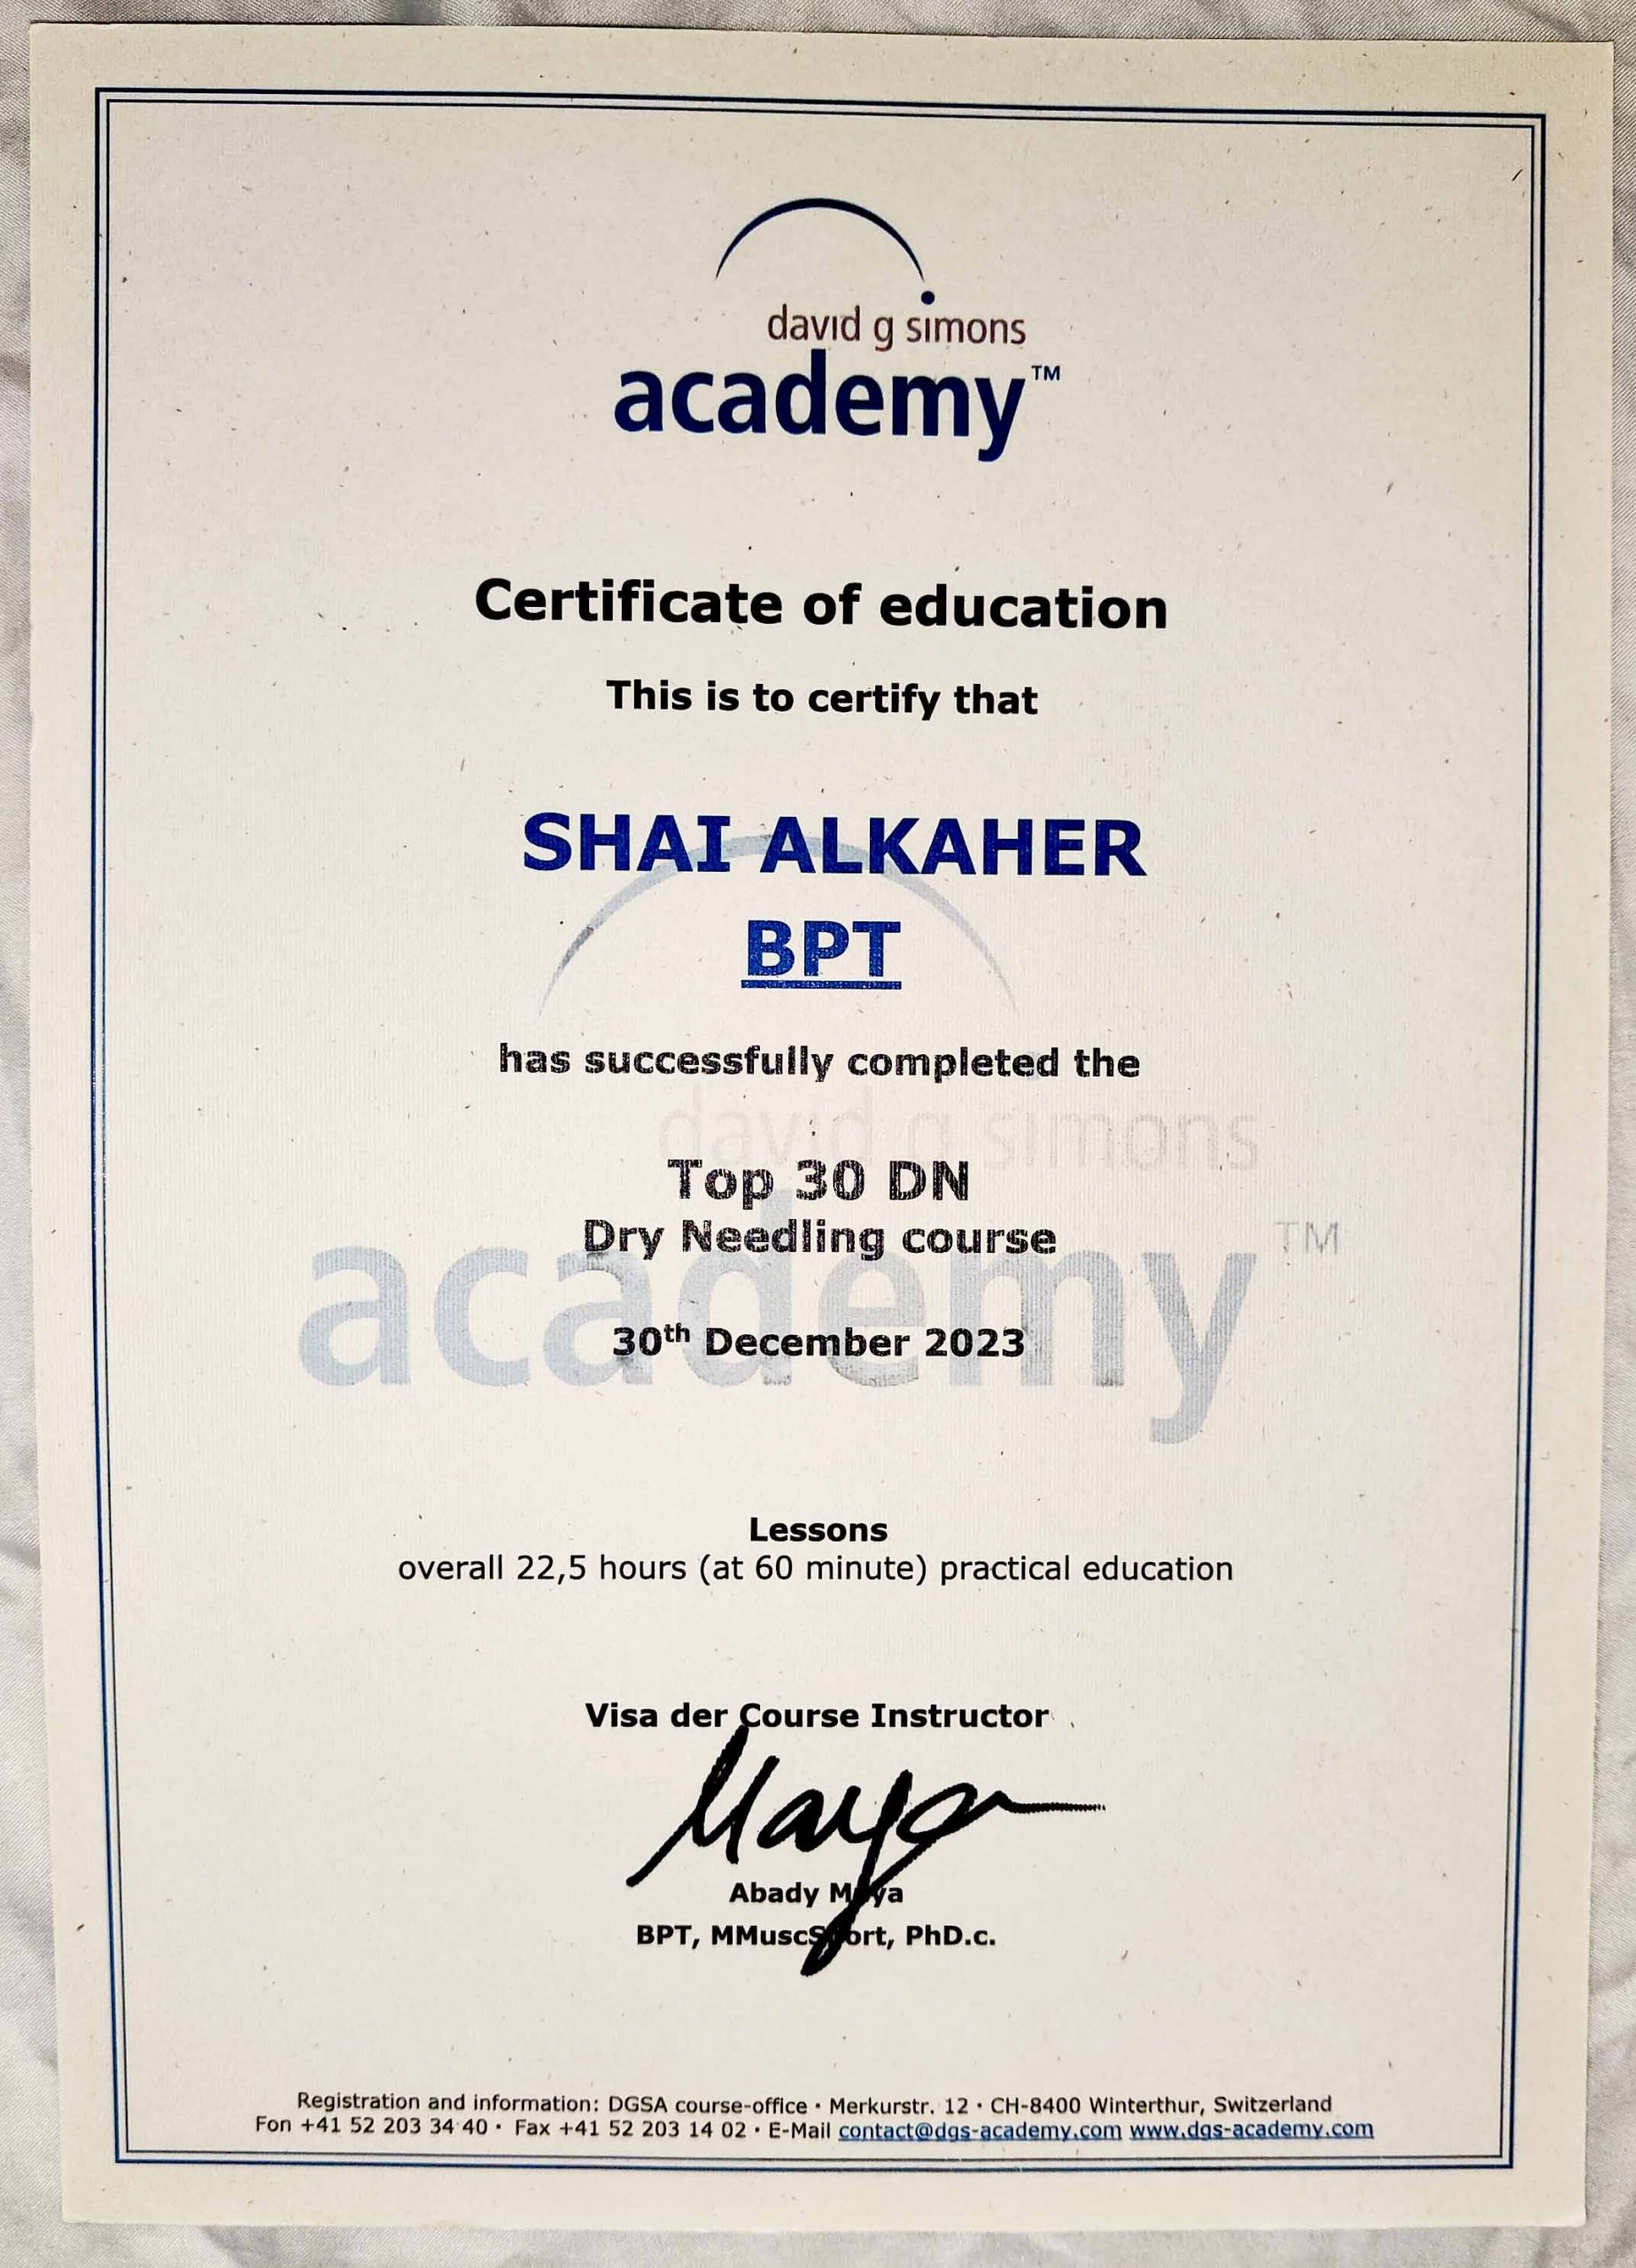 david g simons
academy™
Certificate of education
This is to certify that
SHAI ALKAHER
BPT
has successfully completed the
david g simons
Top 30 DN
Dry Needling course
academy™
30th December 2023
Lessons
overall 22,5 hours (at 60 minute) practical education
Visa der Course Instructor
Maya
Abady Maya
BPT, MMuscSport, PhD.c.
Registration and information: DGSA course-office · Merkurstr. 12 · CH-8400 Winterthur, Switzerland
Fon +41 52 203 34 40 · Fax +41 52 203 14 02 · E-Mail contact@dgs-academy.com www.dgs-academy.com